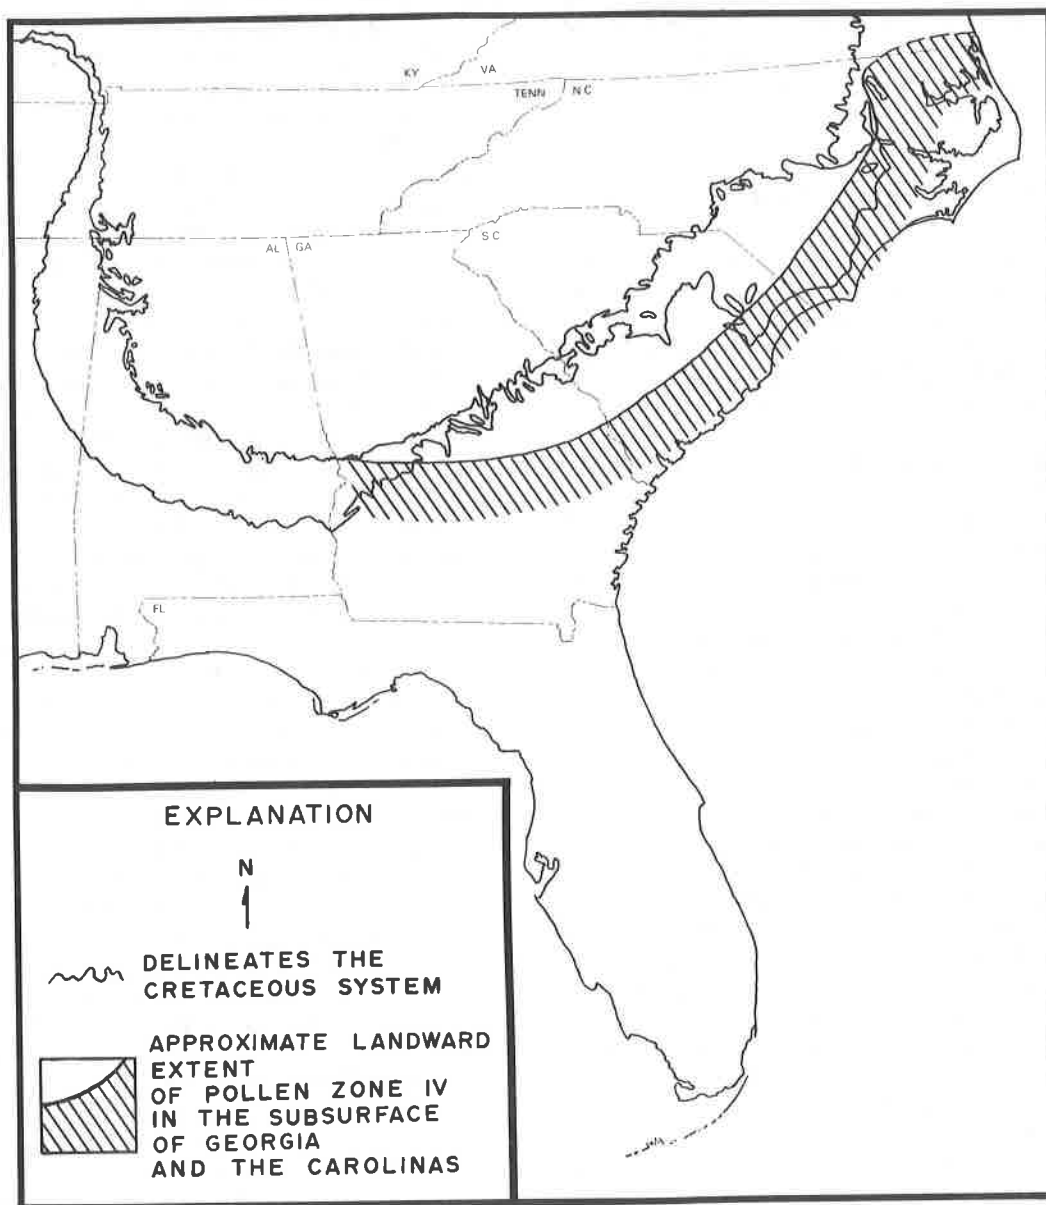 KY
VA
TENN
NC
AL
GA
SC
FL
EXPLANATION
N
DELINEATES THE
CRETACEOUS SYSTEM
APPROXIMATE LANDWARD
EXTENT
OF POLLEN ZONE IV
IN THE SUBSURFACE
OF GEORGIA
AND THE CAROLINAS